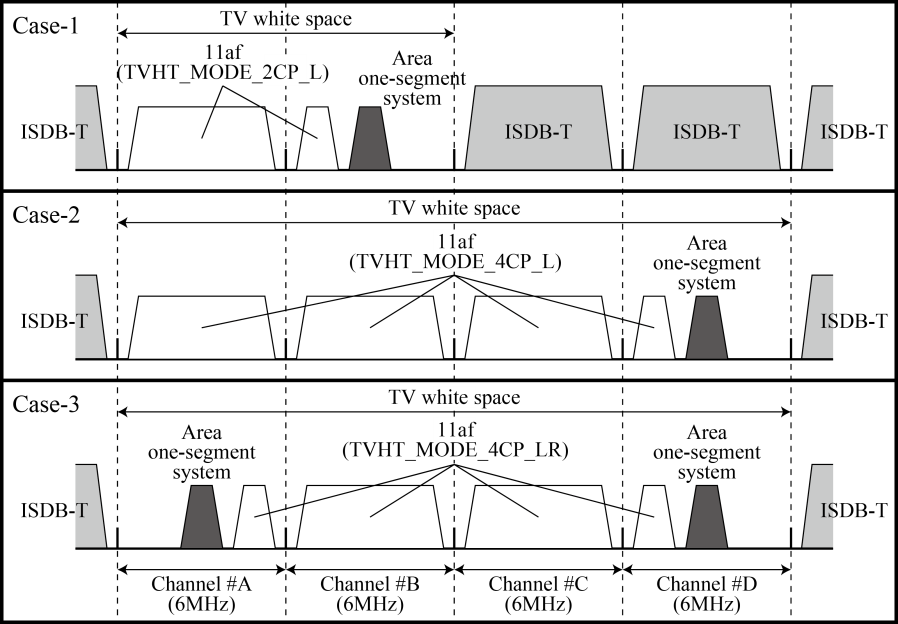 Case-1
TV white space
11af
(TVHT_MODE_2CP_L)
Area
one-segment
system
ISDB-T
ISDB-T
ISDB-T
ISDB-T
Case-2
TV white space
11af
(TVHT_MODE_4CP_L)
Area
one-segment
system
ISDB-T
ISDB-T
Case-3
TV white space
Area
one-segment
system
11af
(TVHT_MODE_4CP_LR)
Area
one-segment
system
ISDB-T
ISDB-T
Channel #A
(6MHz)
Channel #B
(6MHz)
Channel #C
(6MHz)
Channel #D
(6MHz)